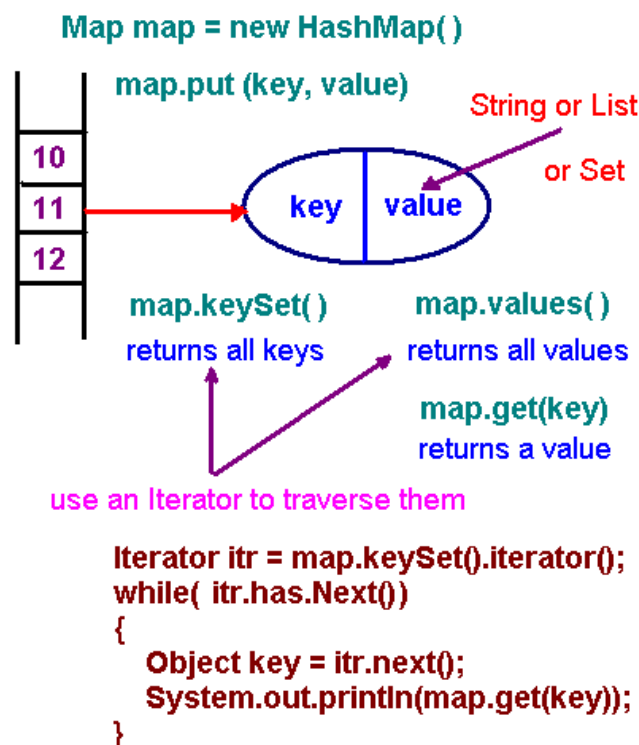 Map map = new HashMap()
map.put (key, value)
String or List
or Set
10
11
12
key
value
map.keySet()
returns all keys
map.values()
returns all values
map.get(key)
returns a value
use an Iterator to traverse them
Iterator itr = map.keySet().iterator();
while( itr.has.Next())
{
Object key = itr.next();
System.out.println(map.get(key));
}